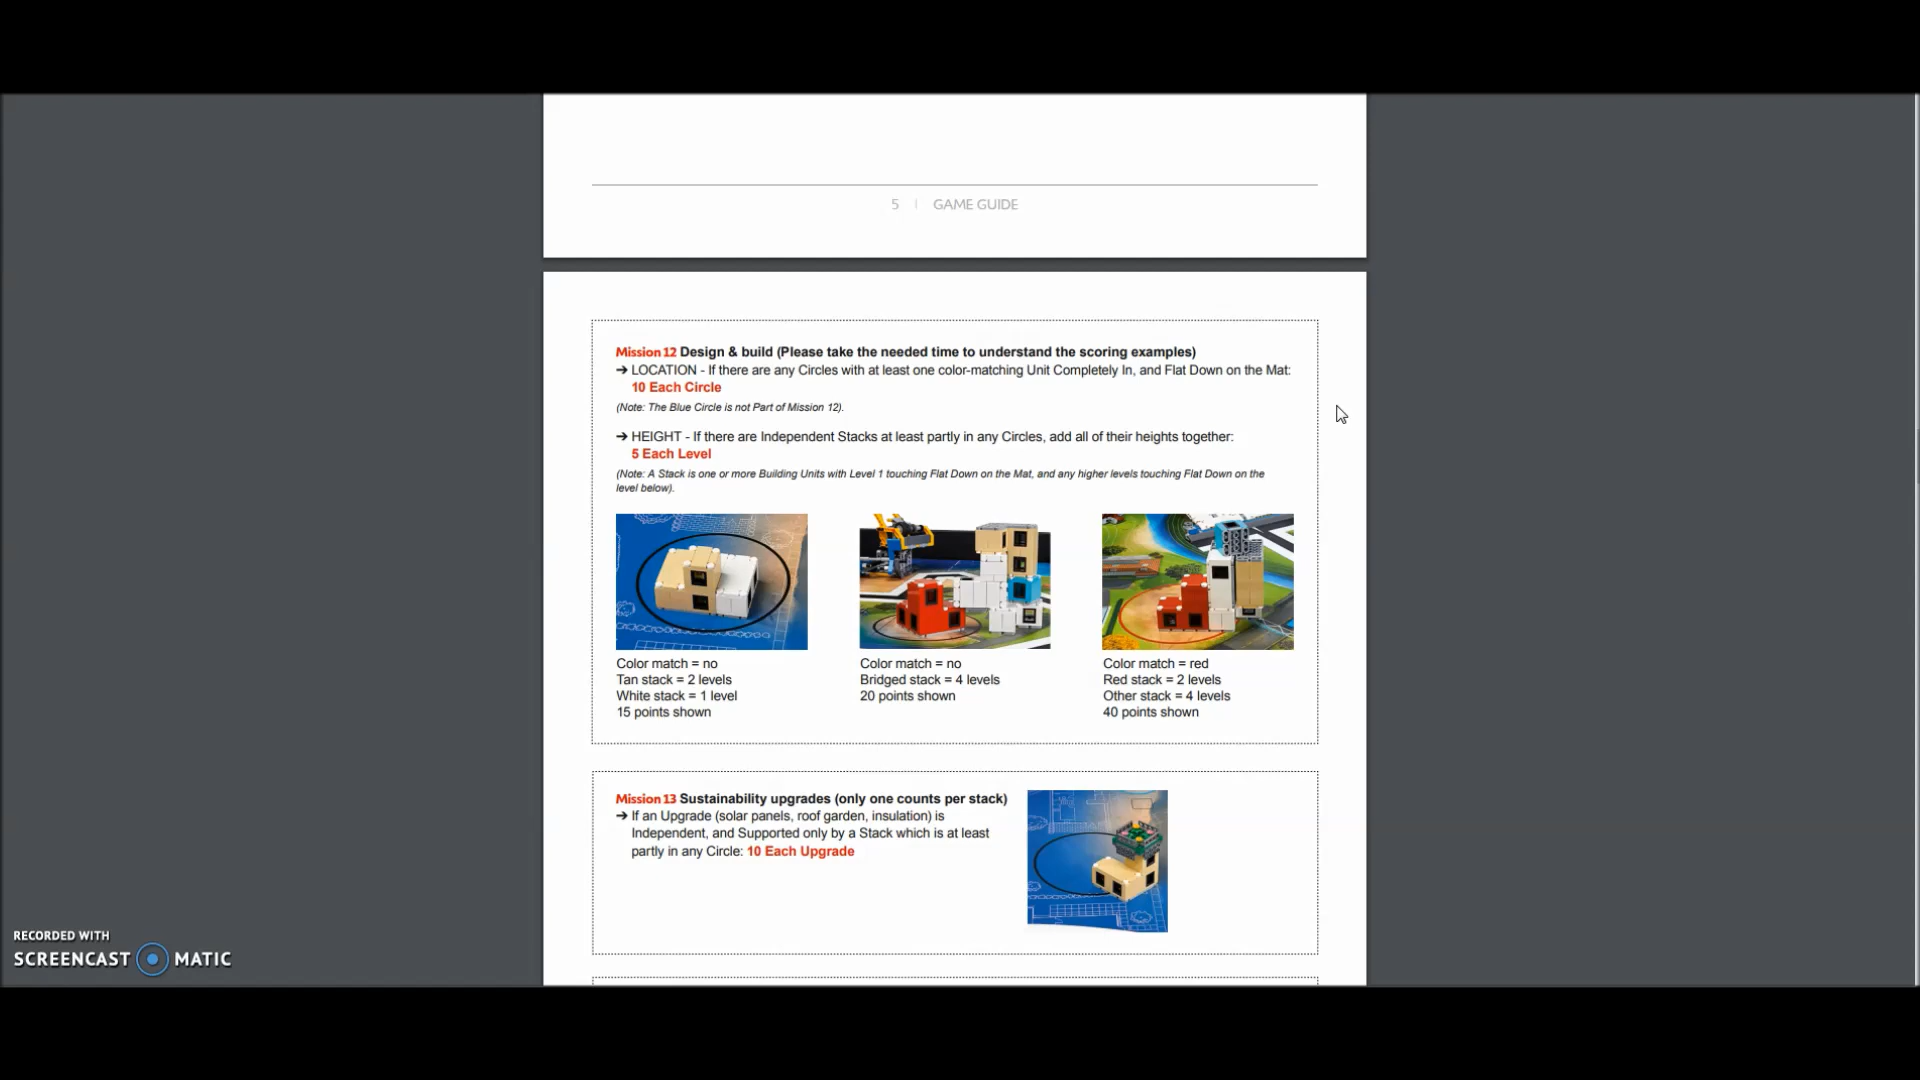 5 | GAME GUIDE
Mission 12 Design & build (Please take the needed time to understand the scoring examples)
➔ LOCATION - If there are any Circles with at least one color-matching Unit Completely In, and Flat Down on the Mat:
10 Each Circle
(Note: The Blue Circle is not Part of Mission 12).
➔ HEIGHT - If there are Independent Stacks at least partly in any Circles, add all of their heights together:
5 Each Level
(Note: A Stack is one or more Building Units with Level 1 touching Flat Down on the Mat, and any higher levels touching Flat Down on the
level below).
Color match = no
Tan stack = 2 levels
White stack = 1 level
15 points shown
Color match = no
Bridged stack = 4 levels
20 points shown
Color match = red
Red stack = 2 levels
Other stack = 4 levels
40 points shown
Mission 13 Sustainability upgrades (only one counts per stack)
➔ If an Upgrade (solar panels, roof garden, insulation) is
Independent, and Supported only by a Stack which is at least
partly in any Circle: 10 Each Upgrade
RECORDED WITH
SCREENCAST MATIC